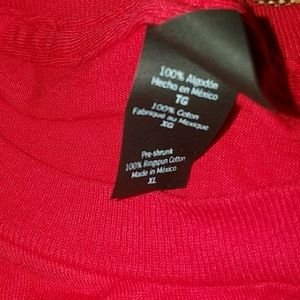 100% Algodón
Hecho en México
TG
100% Coton
Fabriqué au Mexique
XG
Pre-shrunk
100% Ringspun Cotton
Made in México
XL